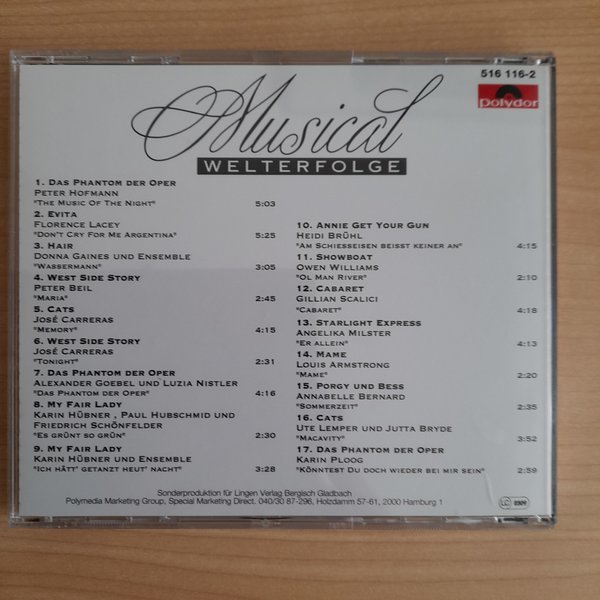 516 116-2
Polydor
Musical
WELTERFOLGE
1. DAS PHANTOM DER OPER
PETER HOFMANN
"THE MUSIC OF THE NIGHT" 5:03
2. EVITA
FLORENCE LACEY
"DON'T CRY FOR ME ARGENTINA" 5:25
3. HAIR
DONNA GAINES UND ENSEMBLE
"WASSERMANN" 3:05
4. WEST SIDE STORY
PETER BEIL
"MARIA" 2:45
5. CATS
JOSÉ CARRERAS
"MEMORY" 4:15
6. WEST SIDE STORY
JOSÉ CARRERAS
"TONIGHT" 2:31
7. DAS PHANTOM DER OPER
ALEXANDER GOEBEL UND LUZIA NISTLER
"DAS PHANTOM DER OPER" 4:16
8. MY FAIR LADY
KARIN HÜBNER , PAUL HUBSCHMID UND
FRIEDRICH SCHÖNFELDER
"ES GRÜNT SO GRÜN" 2:30
9. MY FAIR LADY
KARIN HÜBNER UND ENSEMBLE
"ICH HÄTT' GETANZT HEUT' NACHT" 3:28
10. ANNIE GET YOUR GUN
HEIDI BRÜHL
"AM SCHIESSEISEN BEISST KEINER AN" 4:15
11. SHOWBOAT
OWEN WILLIAMS
"OL MAN RIVER" 2:10
12. CABARET
GILLIAN SCALICI
"CABARET" 4:18
13. STARLIGHT EXPRESS
ANGELIKA MILSTER
"ER ALLEIN" 4:13
14. MAME
LOUIS ARMSTRONG
"MAME" 2:20
15. PORGY UND BESS
ANNABELLE BERNARD
"SOMMERZEIT" 2:35
16. CATS
UTE LEMPER UND JUTTA BRYDE
"MACAVITY" 3:52
17. DAS PHANTOM DER OPER
KARIN PLOOG
"KÖNNTEST DU DOCH WIEDER BEI MIR SEIN" 2:59
Sonderproduktion für Lingen Verlag Bergisch Gladbach
Polymedia Marketing Group, Special Marketing Direct. 040/30 87-296, Holzdamm 57-61, 2000 Hamburg 1
LC 0309